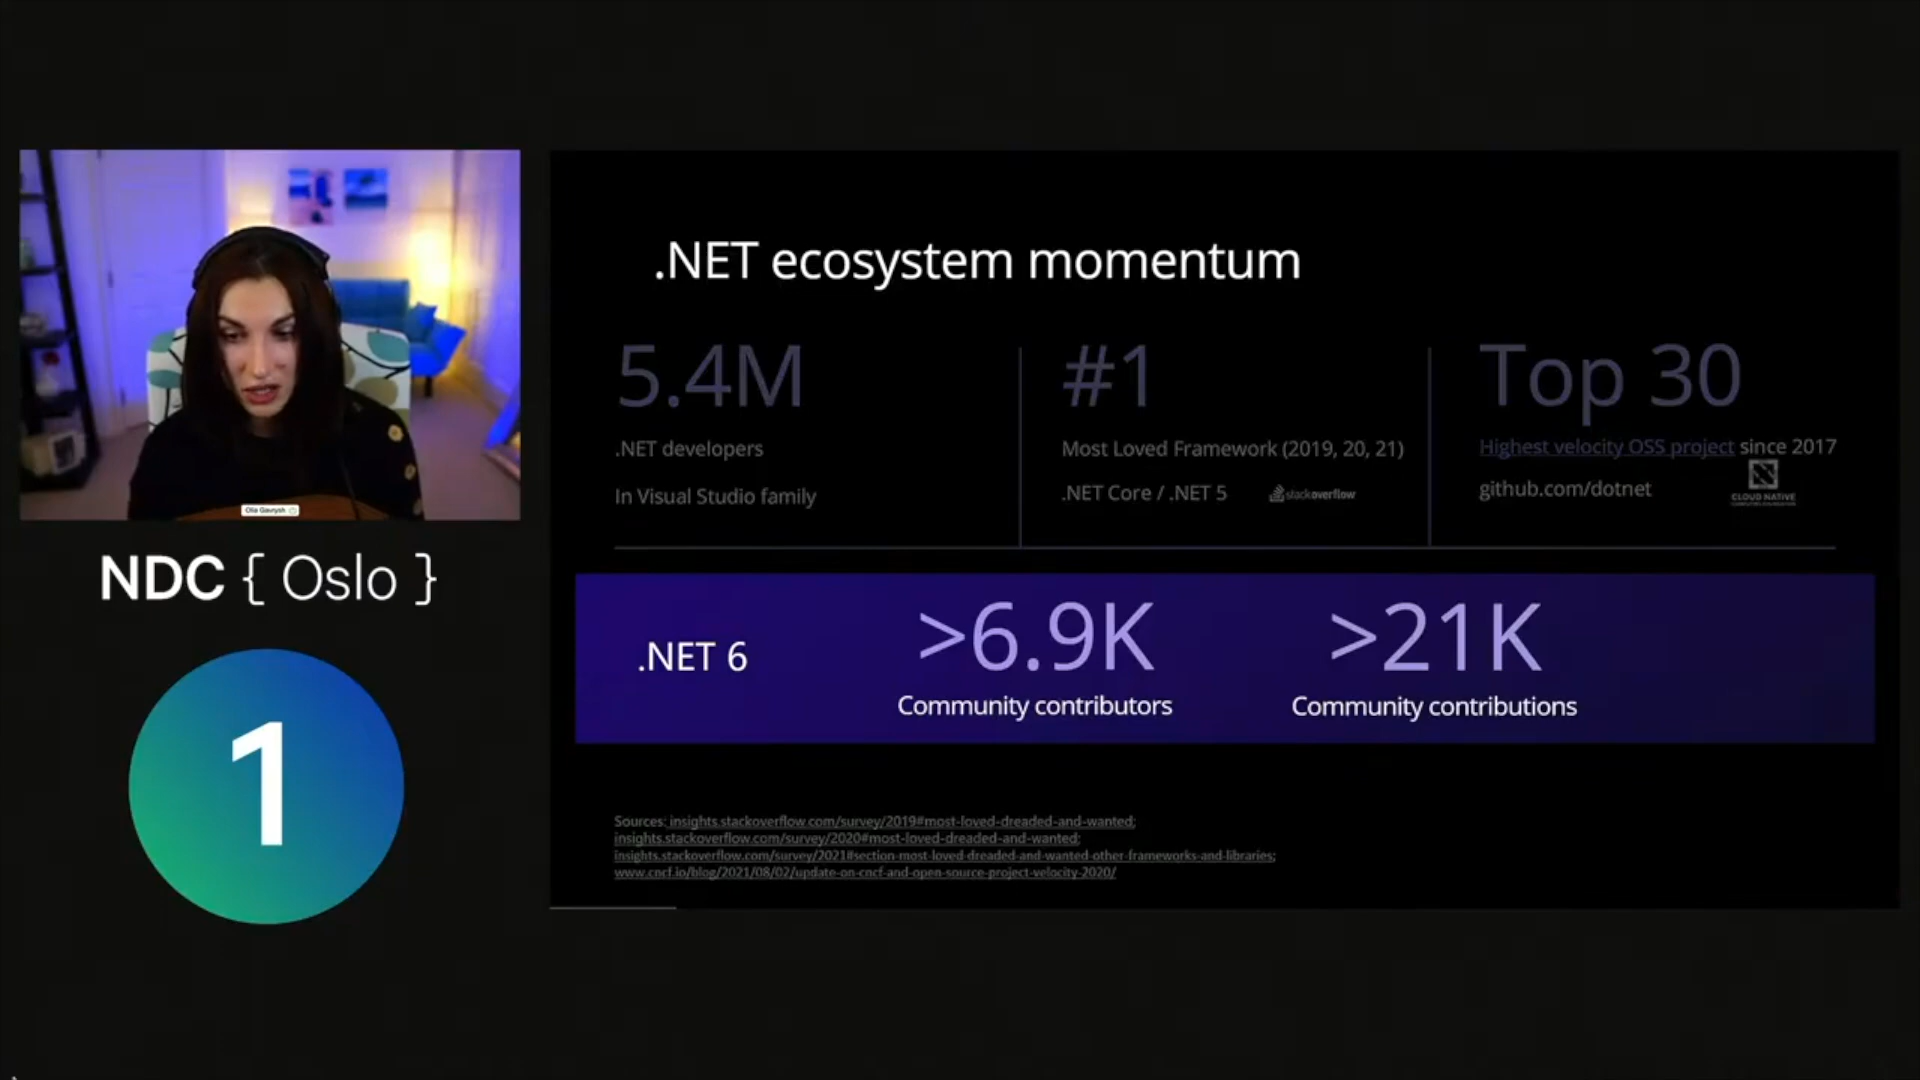 .NET ecosystem momentum
5.4M
.NET developers
In Visual Studio family
#1
Most Loved Framework (2019, 20, 21)
.NET Core / .NET 5
stackoverflow
Top 30
Highest velocity OSS project since 2017
github.com/dotnet
CLOUD NATIVE
COMPUTING FOUNDATION
Olia Gavrysh
NDC { Oslo }
1
.NET 6
>6.9K
Community contributors
>21K
Community contributions
Sources: insights.stackoverflow.com/survey/2019#most-loved-dreaded-and-wanted;
insights.stackoverflow.com/survey/2020#most-loved-dreaded-and-wanted;
insights.stackoverflow.com/survey/2021#section-most-loved-dreaded-and-wanted-other-frameworks-and-libraries;
www.cncf.io/blog/2021/08/02/update-on-cncf-and-open-source-project-velocity-2020/